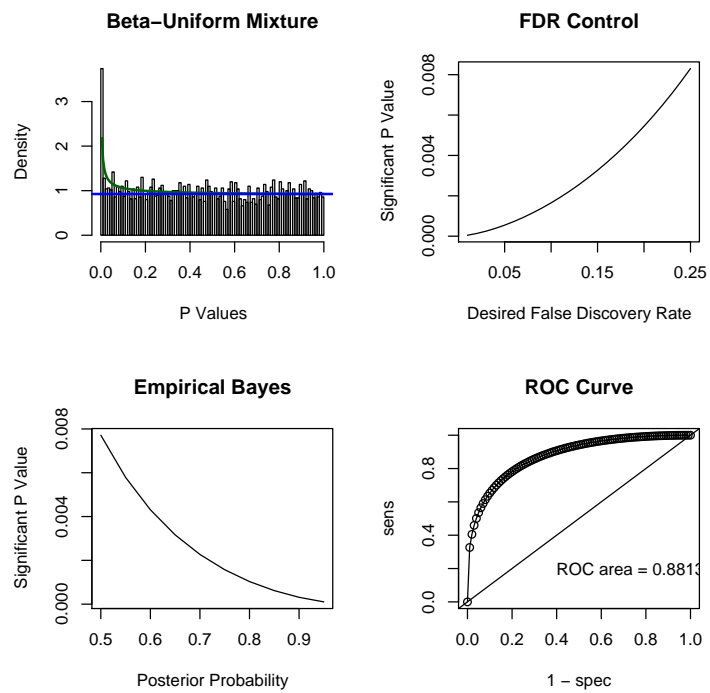 Beta−Uniform Mixture
Density
0 1 2 3
0.0 0.2 0.4 0.6 0.8 1.0
P Values
FDR Control
Significant P Value
0.000 0.004 0.008
0.05 0.15 0.25
Desired False Discovery Rate
Empirical Bayes
Significant P Value
0.000 0.004 0.008
0.5 0.6 0.7 0.8 0.9
Posterior Probability
ROC Curve
sens
0.0 0.4 0.8
ROC area = 0.8813
0.0 0.2 0.4 0.6 0.8 1.0
1 − spec